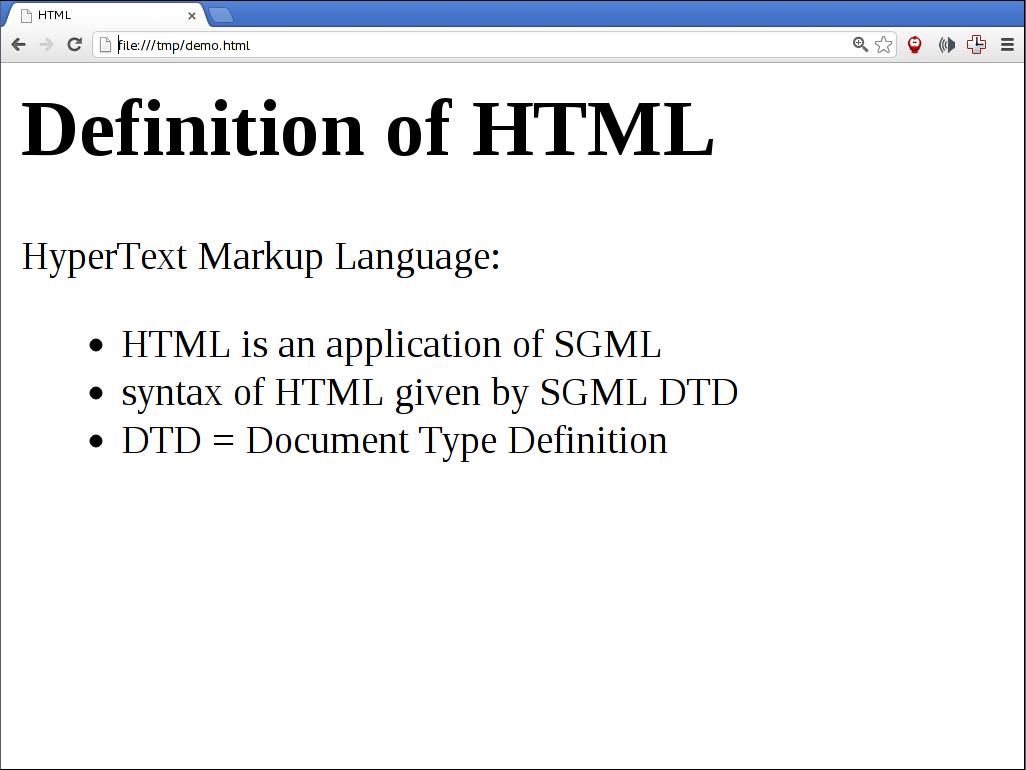 HTML
file:///tmp/demo.html
Definition of HTML
HyperText Markup Language:
• HTML is an application of SGML
• syntax of HTML given by SGML DTD
• DTD = Document Type Definition